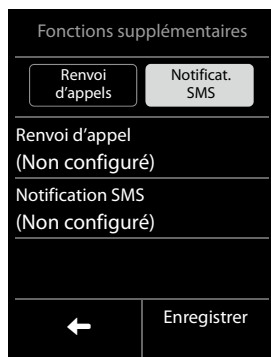 Fonctions supplémentaires
Renvoi
d’appels
Notificat.
SMS
Renvoi d’appel
(Non configuré)
Notification SMS
(Non configuré)
Enregistrer